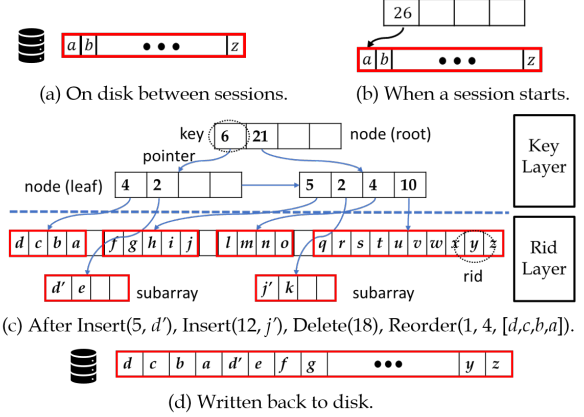 26
a b ••• z
a b ••• z
(a) On disk between sessions.
(b) When a session starts.
key 6 21 node (root)
pointer
Key Layer
node (leaf) 4 2 5 2 4 10
d c b a f g h i j l m n o q r s t u v w x y z
Rid Layer
rid
d' e subarray j' k subarray
(c) After Insert(5, d'), Insert(12, j'), Delete(18), Reorder(1, 4, [d,c,b,a]).
d c b a d' e f g ••• y z
(d) Written back to disk.